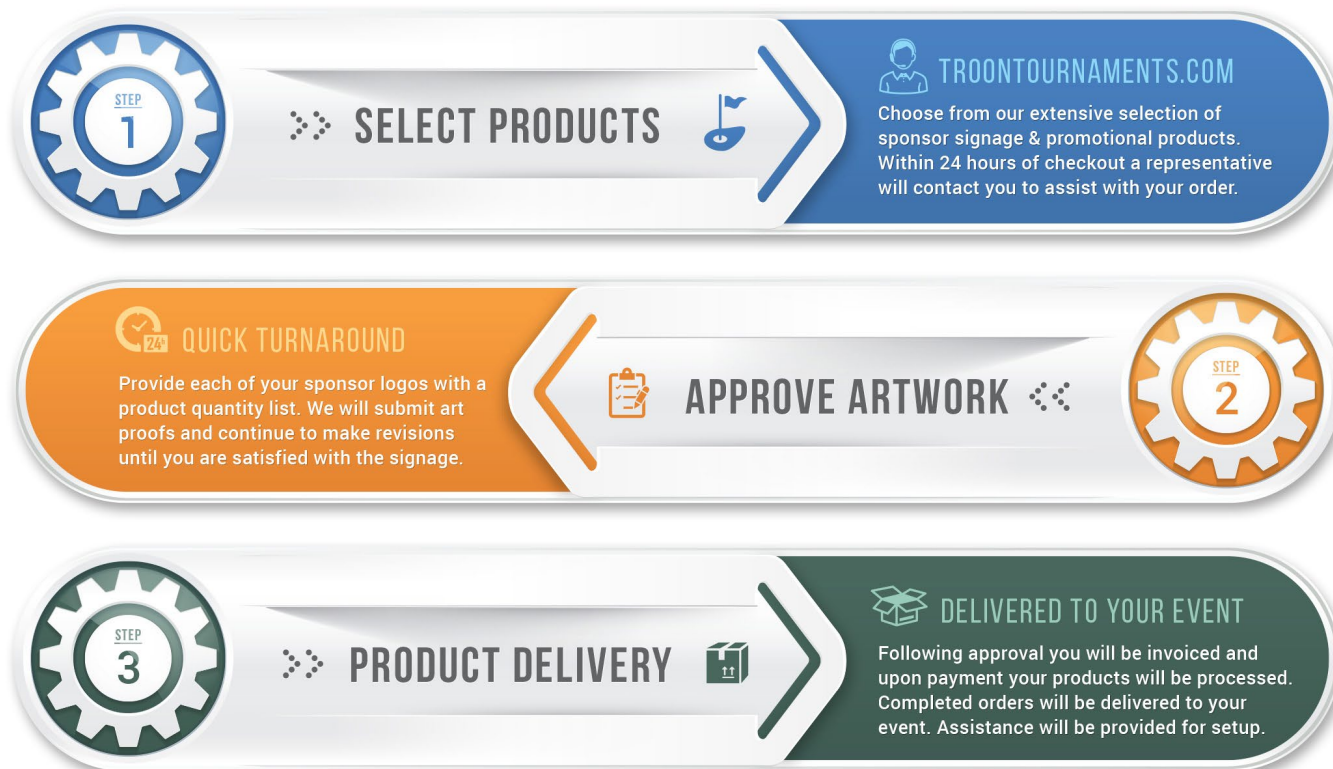 STEP
1
SELECT PRODUCTS
TROONTOURNAMENTS.COM
Choose from our extensive selection of
sponsor signage & promotional products.
Within 24 hours of checkout a representative
will contact you to assist with your order.
24h
QUICK TURNAROUND
Provide each of your sponsor logos with a
product quantity list. We will submit art
proofs and continue to make revisions
until you are satisfied with the signage.
APPROVE ARTWORK
STEP
2
STEP
3
PRODUCT DELIVERY
DELIVERED TO YOUR EVENT
Following approval you will be invoiced and
upon payment your products will be processed.
Completed orders will be delivered to your
event. Assistance will be provided for setup.